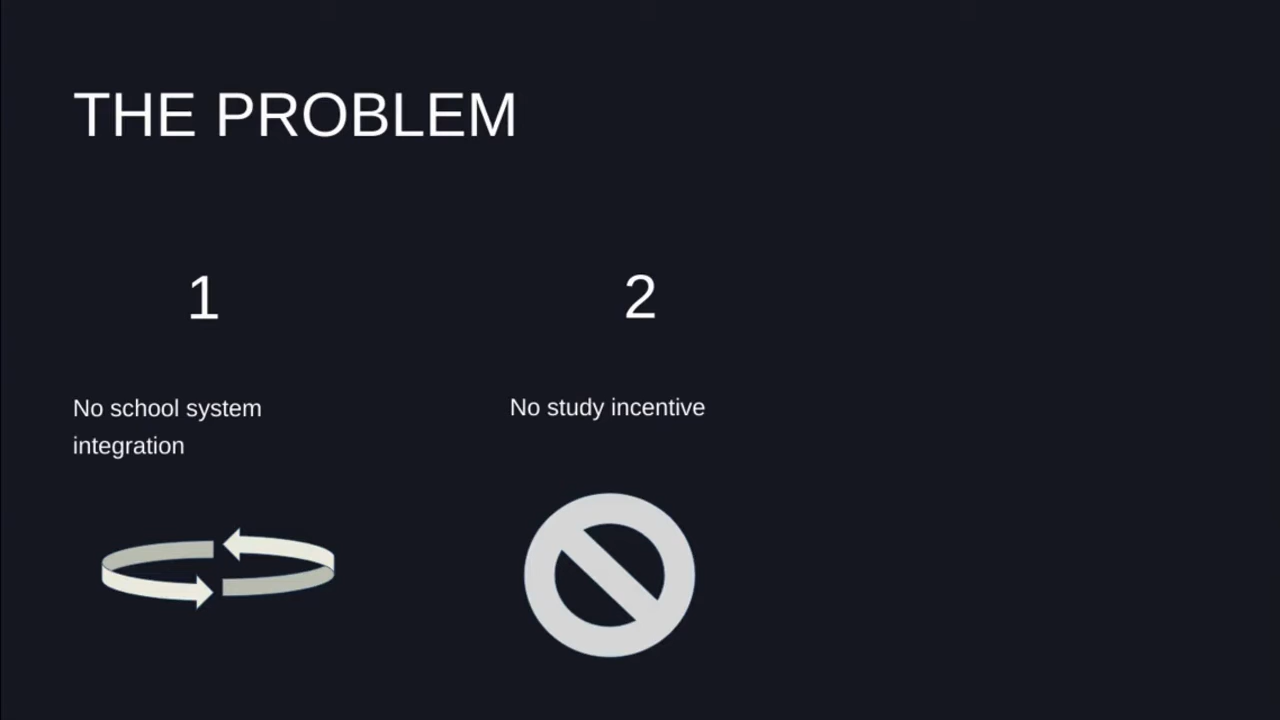 THE PROBLEM
1
2
No school system
integration
No study incentive